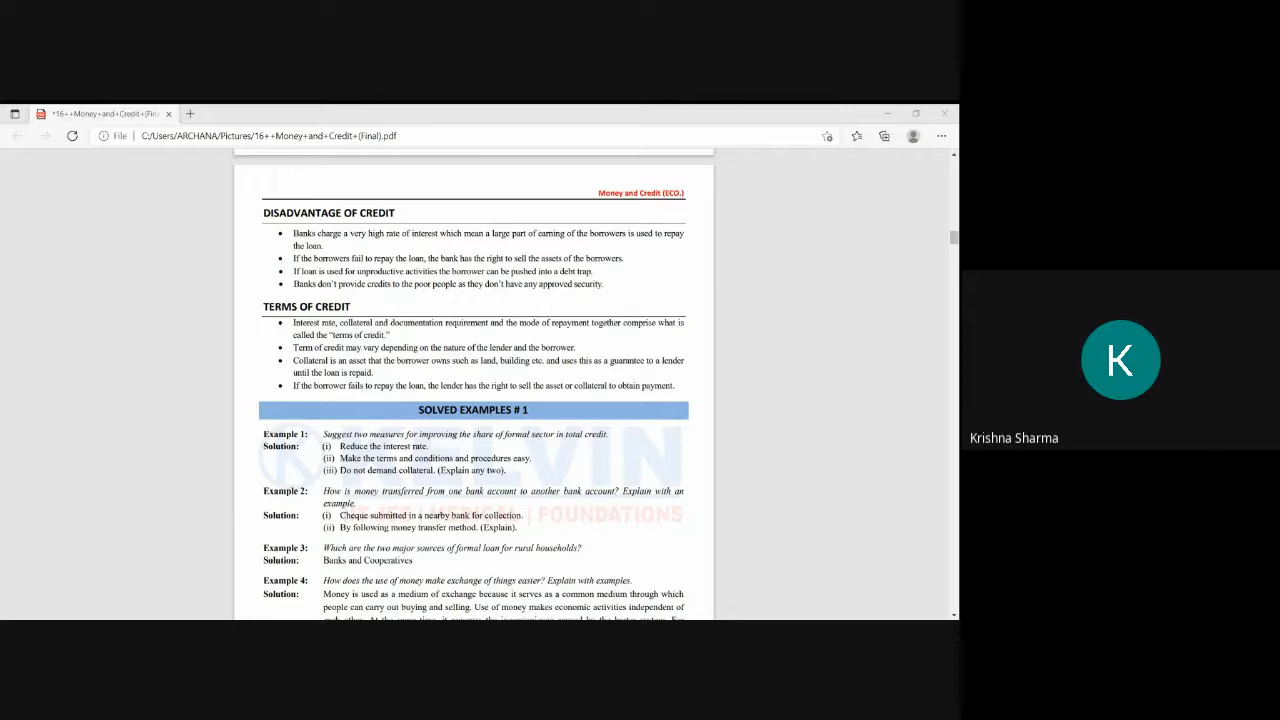 *16++Money+and+Credit+(Fin
File C:/Users/ARCHANA/Pictures/16++Money+and+Credit+(Final).pdf
Money and Credit (ECO.)
DISADVANTAGE OF CREDIT
• Banks charge a very high rate of interest which mean a large part of earning of the borrowers is used to repay
the loan.
• If the borrowers fail to repay the loan, the bank has the right to sell the assets of the borrowers.
• If loan is used for unproductive activities the borrower can be pushed into a debt trap.
• Banks don't provide credits to the poor people as they don't have any approved security.
TERMS OF CREDIT
• Interest rate, collateral and documentation requirement and the mode of repayment together comprise what is
called the "terms of credit."
• Term of credit may vary depending on the nature of the lender and the borrower.
• Collateral is an asset that the borrower owns such as land, building etc. and uses this as a guarantee to a lender
until the loan is repaid.
• If the borrower fails to repay the loan, the lender has the right to sell the asset or collateral to obtain payment.
SOLVED EXAMPLES # 1
Example 1: Suggest two measures for improving the share of formal sector in total credit.
Solution: (i) Reduce the interest rate.
(ii) Make the terms and conditions and procedures easy.
(iii) Do not demand collateral. (Explain any two).
KELVIN
Example 2: How is money transferred from one bank account to another bank account? Explain with an
example.
Solution: (i) Cheque submitted in a nearby bank for collection.
| MEDICAL | FOUNDATIONS
(ii) By following money transfer method. (Explain).
Example 3: Which are the two major sources of formal loan for rural households?
Solution: Banks and Cooperatives
Example 4: How does the use of money make exchange of things easier? Explain with examples.
Solution: Money is used as a medium of exchange because it serves as a common medium through which
people can carry out buying and selling. Use of money makes economic activities independent of
K
Krishna Sharma